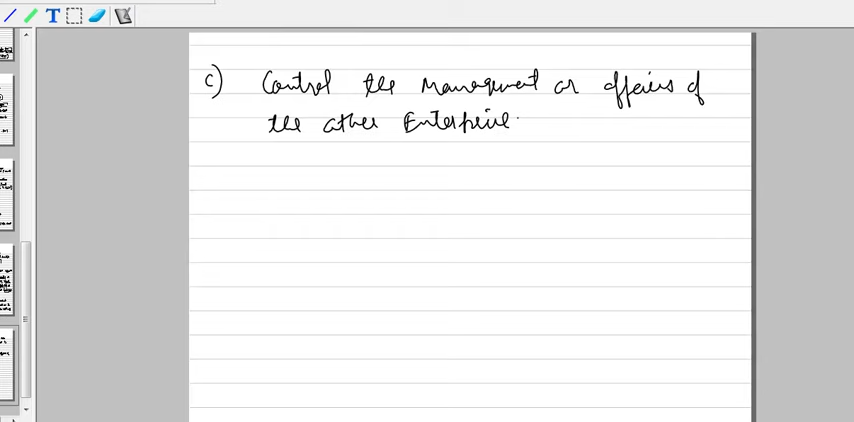 c) Control the Management or affairs of
the other Enterprise.
T